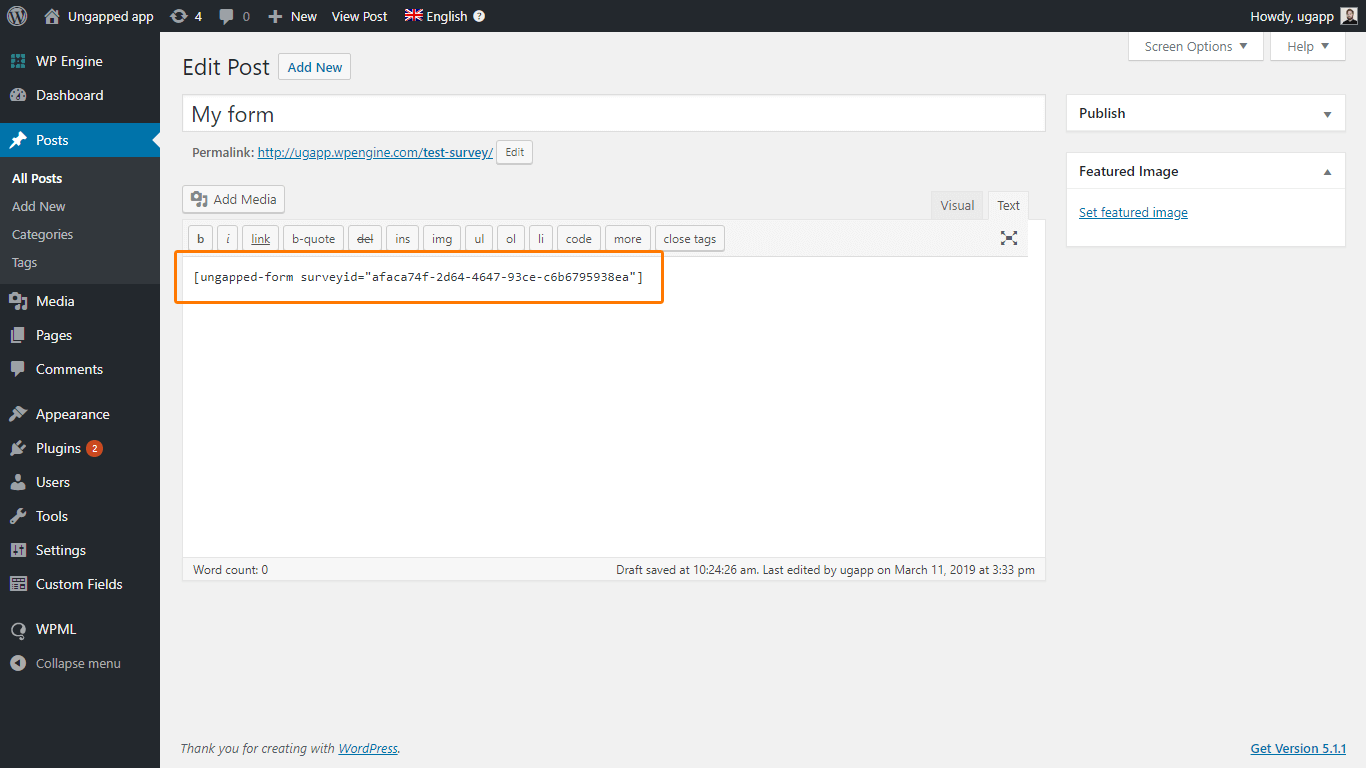 Ungapped app 4 0 New View Post English ? Howdy, ugapp
WP Engine
Dashboard
Posts
All Posts
Add New
Categories
Tags
Media
Pages
Comments
Appearance
Plugins 2
Users
Tools
Settings
Custom Fields
WPML
Collapse menu
Screen Options Help
Edit Post Add New
My form
Permalink: http://ugapp.wpengine.com/test-survey/ Edit
Add Media
Visual Text
b i link b-quote del ins img ul ol li code more close tags
[ungapped-form surveyid="afaca74f-2d64-4647-93ce-c6b6795938ea"]
Word count: 0 Draft saved at 10:24:26 am. Last edited by ugapp on March 11, 2019 at 3:33 pm
Publish
Featured Image
Set featured image
Thank you for creating with WordPress. Get Version 5.1.1